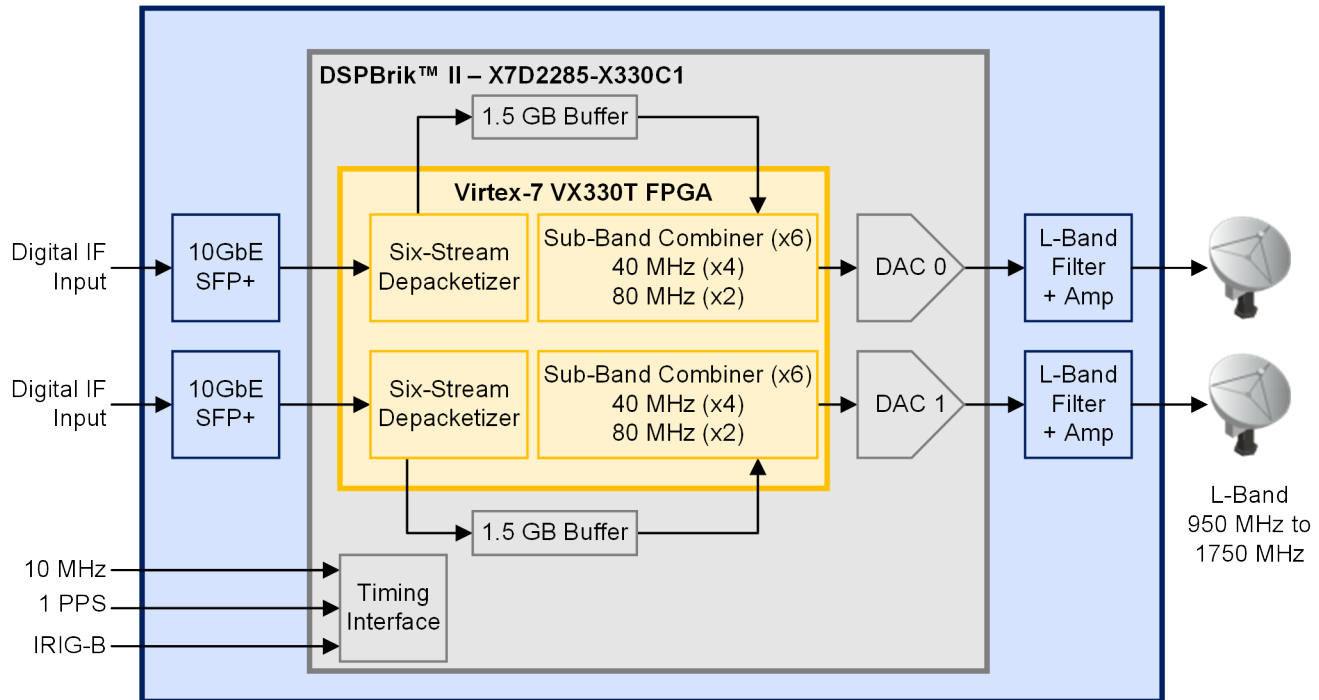 DSPBrik™ II – X7D2285-X330C1
1.5 GB Buffer
Virtex-7 VX330T FPGA
Digital IF
Input
10GbE
SFP+
Six-Stream
Depacketizer
Sub-Band Combiner (x6)
40 MHz (x4)
80 MHz (x2)
DAC 0
L-Band
Filter
+ Amp
Digital IF
Input
10GbE
SFP+
Six-Stream
Depacketizer
Sub-Band Combiner (x6)
40 MHz (x4)
80 MHz (x2)
DAC 1
L-Band
Filter
+ Amp
L-Band
950 MHz to
1750 MHz
1.5 GB Buffer
10 MHz
1 PPS
IRIG-B
Timing
Interface